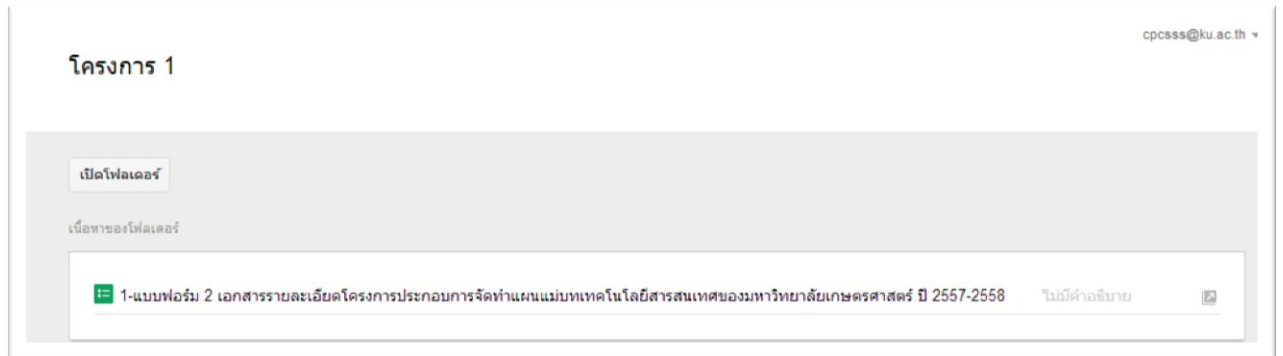 cpcsss@ku.ac.th
โครงการ 1
เปิดโฟลเดอร์
เนื้อหาของโฟลเดอร์
1-แบบฟอร์ม 2 เอกสารรายละเอียดโครงการประกอบการจัดทำแผนแม่บทเทคโนโลยีสารสนเทศของมหาวิทยาลัยเกษตรศาสตร์ ปี 2557-2558 ไม่มีคำอธิบาย